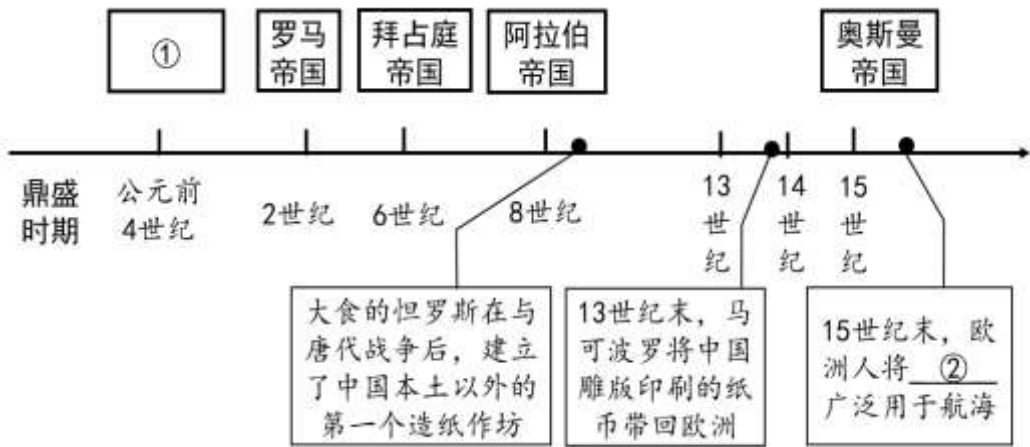 ①
罗马
帝国
拜占庭
帝国
阿拉伯
帝国
奥斯曼
帝国
鼎盛
时期
公元前
4世纪
2世纪
6世纪
8世纪
13
世
纪
14
世
纪
15
世
纪
大食的怛罗斯在与
唐代战争后，建立
了中国本土以外的
第一个造纸作坊
13世纪末，马
可波罗将中国
雕版印刷的纸
币带回欧洲
15世纪末，欧
洲人将②
广泛用于航海